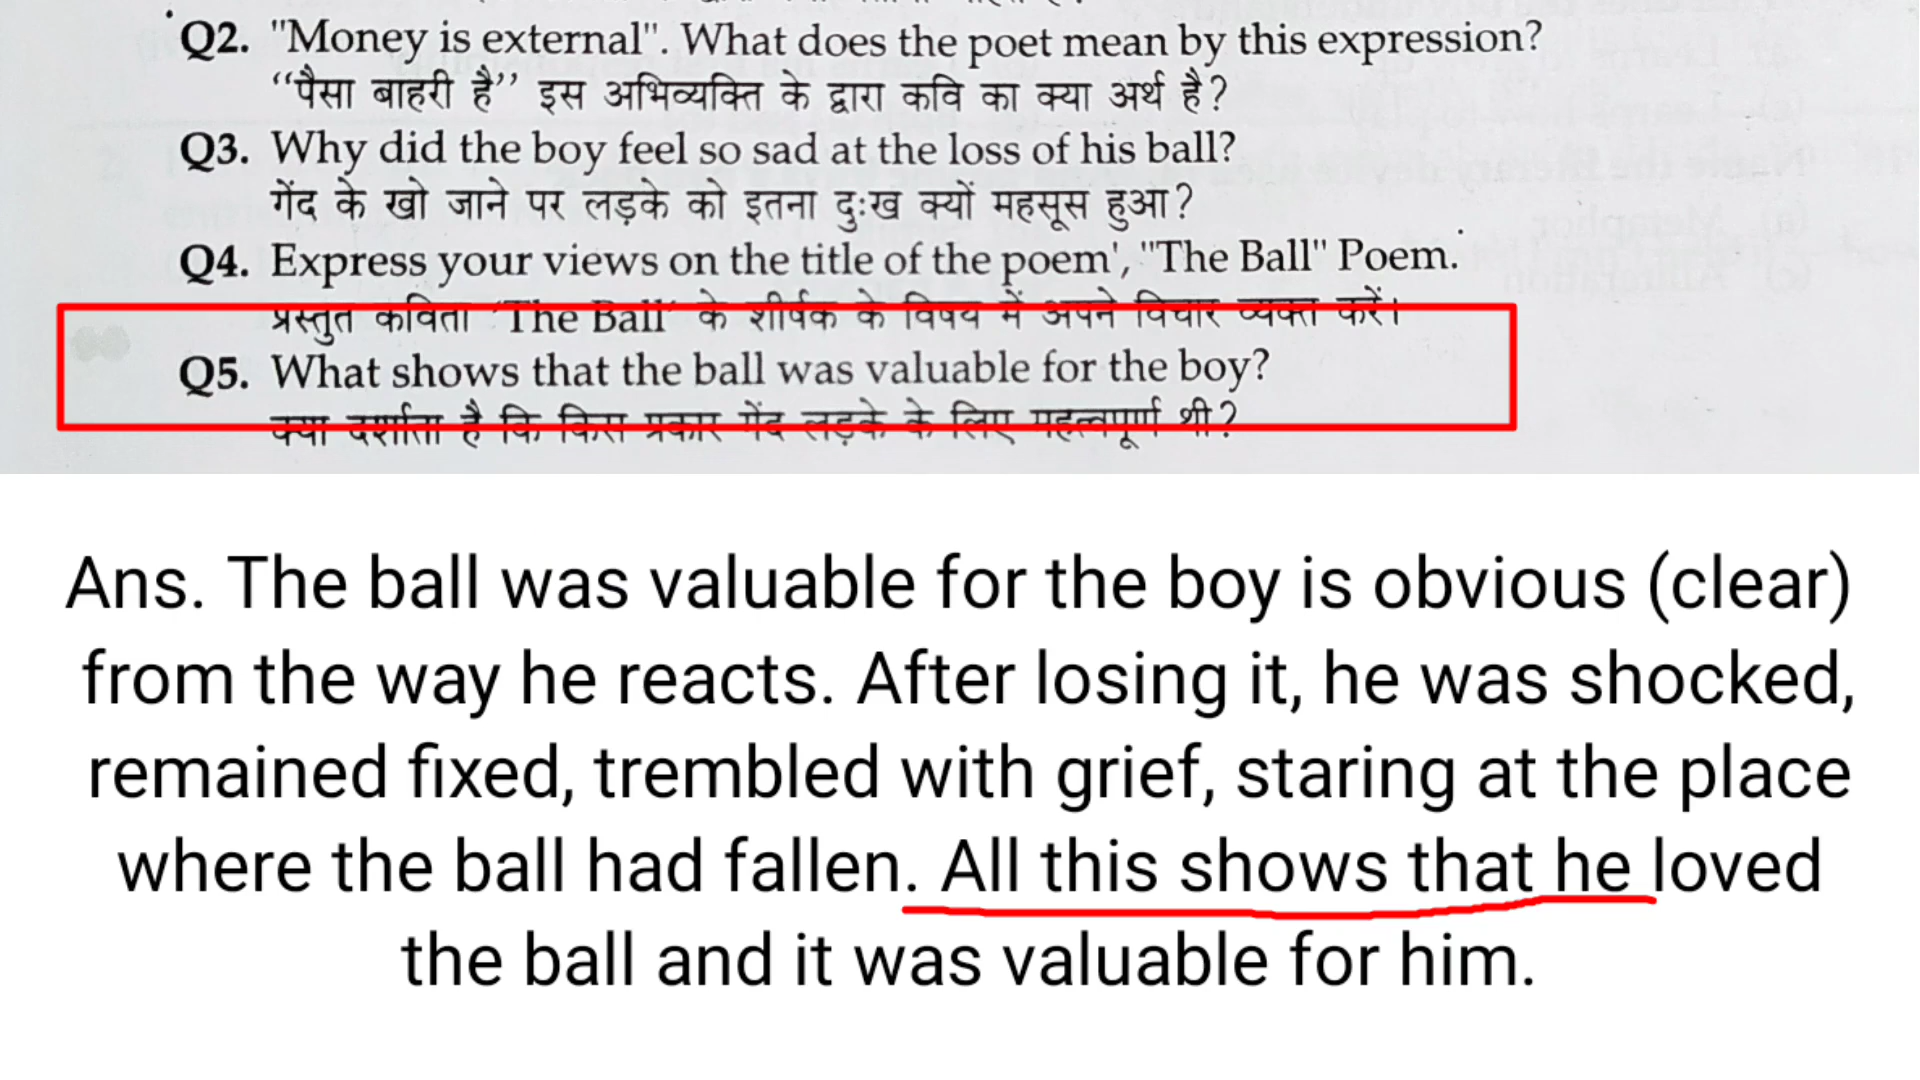 Q2. "Money is external". What does the poet mean by this expression?
“पैसा बाहरी है” इस अभिव्यक्ति के द्वारा कवि का क्या अर्थ है?
Q3. Why did the boy feel so sad at the loss of his ball?
गेंद के खो जाने पर लड़के को इतना दुःख क्यों महसूस हुआ?
Q4. Express your views on the title of the poem', "The Ball" Poem.
प्रस्तुत कविता 'The Ball' के शीर्षक के विषय में अपने विचार व्यक्त करें।
Q5. What shows that the ball was valuable for the boy?
क्या दर्शाता है कि किस प्रकार गेंद लड़के के लिए महत्वपूर्ण थी?
Ans. The ball was valuable for the boy is obvious (clear)
from the way he reacts. After losing it, he was shocked,
remained fixed, trembled with grief, staring at the place
where the ball had fallen. All this shows that he loved
the ball and it was valuable for him.